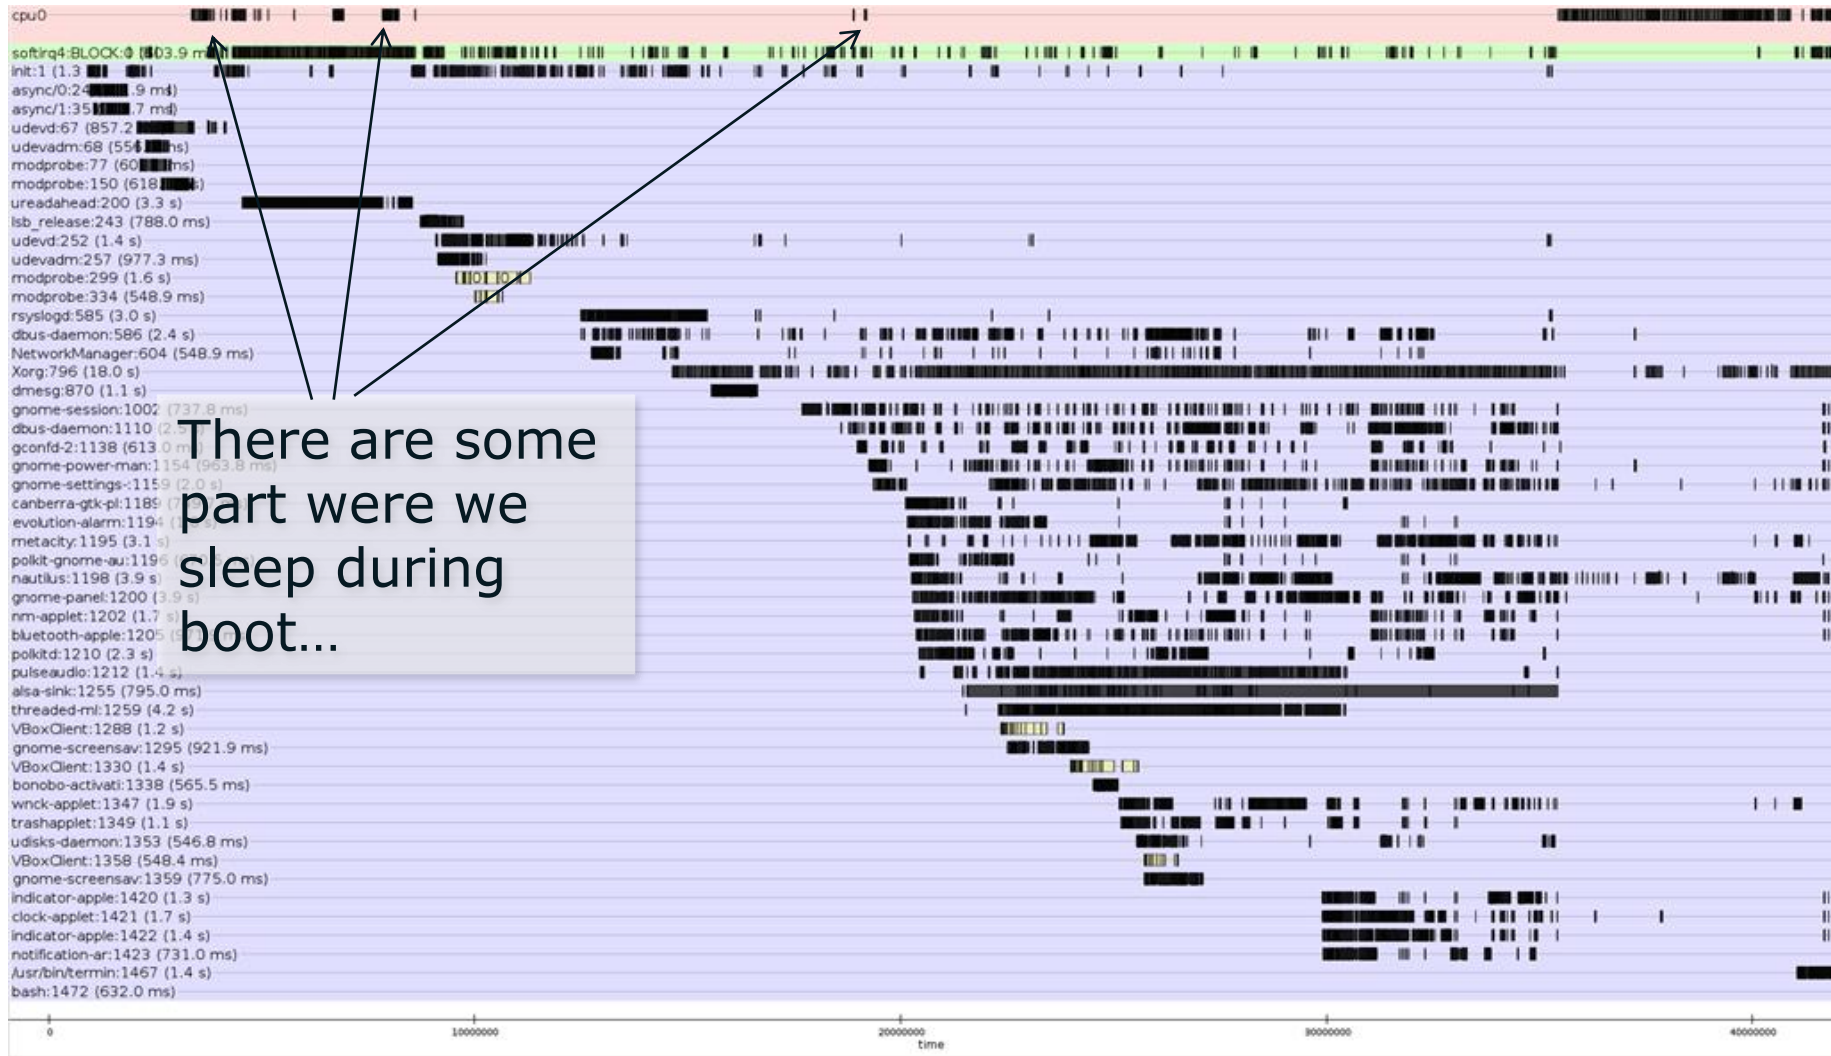 cpu0
softirq4:BLOCK:0 03.9
init:1 (1.3
async/0:24 .9 ms)
async/1:35 .7 ms)
udevd:67 (857.2
udevadm:68 (556
modprobe:77 (60 ms)
modprobe:150 (618
ureadahead:200 (3.3 s)
lsb_release:243 (788.0 ms)
udevd:252 (1.4 s)
udevadm:257 (977.3 ms)
modprobe:299 (1.6 s)
modprobe:334 (548.9 ms)
rsyslogd:585 (3.0 s)
dbus-daemon:586 (2.4 s)
NetworkManager:604 (548.9 ms)
Xorg:796 (18.0 s)
dmesg:870 (1.1 s)
gnome-session:1002 (737.8 ms)
dbus-daemon:1110
gconfd-2:1138 (613.0 ms)
gnome-power-man:1154 (963.8 ms)
gnome-settings-:1159 (2.0 s)
canberra-gtk-pl:1189
evolution-alarm:1194
metacity:1195 (3.1 s)
polkit-gnome-au:1196
nautilus:1198 (3.9 s)
gnome-panel:1200 (3.9 s)
nm-applet:1202 (1.7 s)
bluetooth-apple:1205
polkitd:1210 (2.3 s)
pulseaudio:1212 (1.4 s)
alsa-sink:1255 (795.0 ms)
threaded-ml:1259 (4.2 s)
VBoxClient:1288 (1.2 s)
gnome-screensav:1295 (921.9 ms)
VBoxClient:1330 (1.4 s)
bonobo-activati:1338 (565.5 ms)
wnck-applet:1347 (1.9 s)
trashapplet:1349 (1.1 s)
udisks-daemon:1353 (546.8 ms)
VBoxClient:1358 (548.4 ms)
gnome-screensav:1359 (775.0 ms)
indicator-apple:1420 (1.3 s)
clock-applet:1421 (1.7 s)
indicator-apple:1422 (1.4 s)
notification-ar:1423 (731.0 ms)
/usr/bin/termin:1467 (1.4 s)
bash:1472 (632.0 ms)
There are some
part were we
sleep during
boot...
0 10000000 20000000 30000000 40000000
time